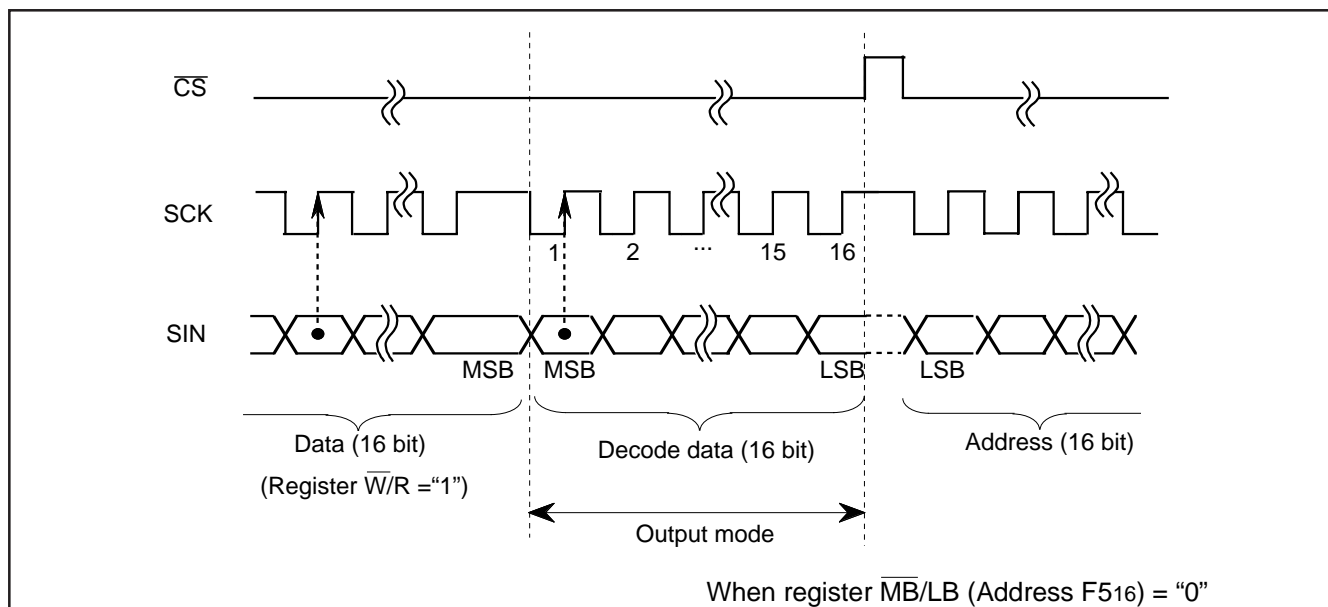 CS
SCK
1 2 ... 15 16
SIN
MSB MSB LSB LSB
Data (16 bit) Decode data (16 bit) Address (16 bit)
(Register W/R =“1”)
Output mode
When register MB/LB (Address F516) = “0”